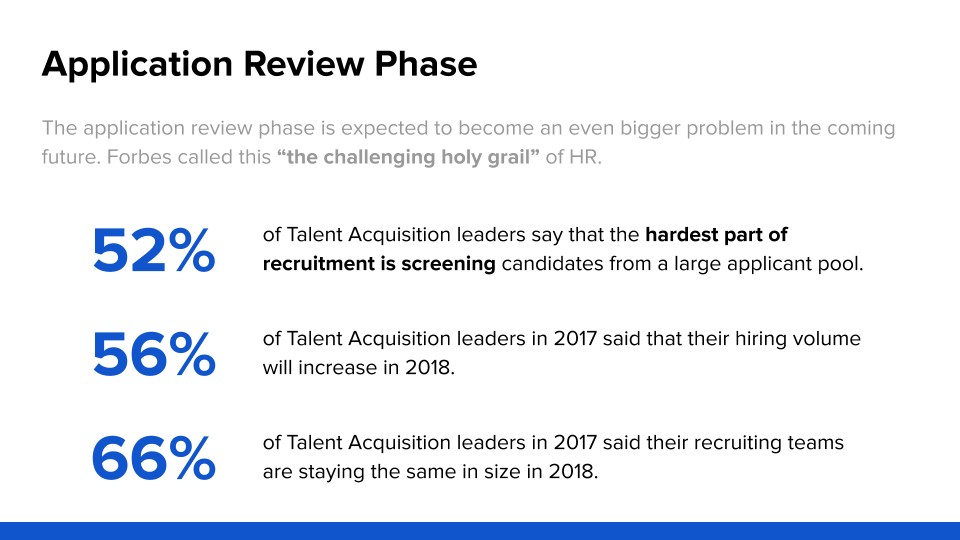 Application Review Phase
The application review phase is expected to become an even bigger problem in the coming
future. Forbes called this “the challenging holy grail” of HR.
52%
of Talent Acquisition leaders say that the hardest part of
recruitment is screening candidates from a large applicant pool.
56%
of Talent Acquisition leaders in 2017 said that their hiring volume
will increase in 2018.
66%
of Talent Acquisition leaders in 2017 said their recruiting teams
are staying the same in size in 2018.